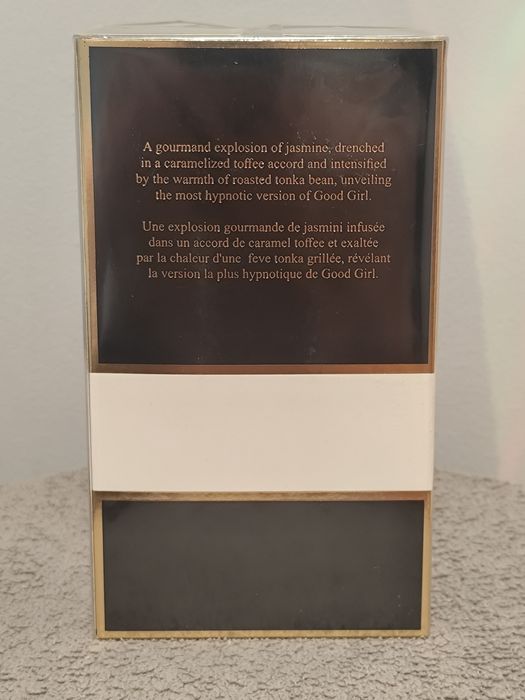 A gourmand explosion of jasmine, drenched
in a caramelized toffee accord and intensified
by the warmth of roasted tonka bean, unveiling
the most hypnotic version of Good Girl.
Une explosion gourmande de jasmini infusée
dans un accord de caramel toffee et exaltée
par la chaleur d'une feve tonka grillée, révélant
la version la plus hypnotique de Good Girl.